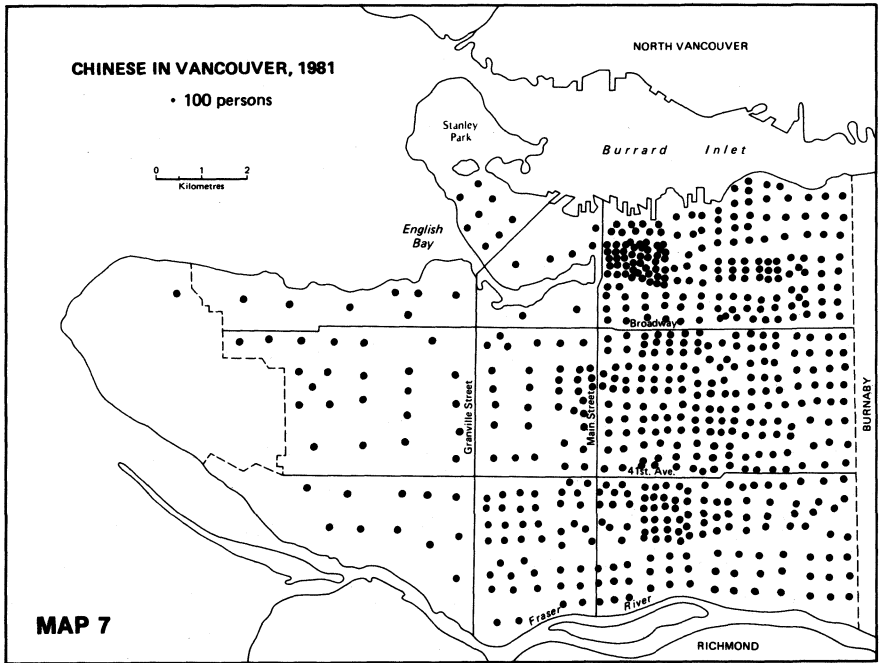 NORTH VANCOUVER
CHINESE IN VANCOUVER, 1981
• 100 persons
Stanley
Park
Burrard Inlet
0 1 2
Kilometres
English
Bay
Broadway
Granville Street
Main Street
BURNABY
41st. Ave.
Fraser River
MAP 7
RICHMOND